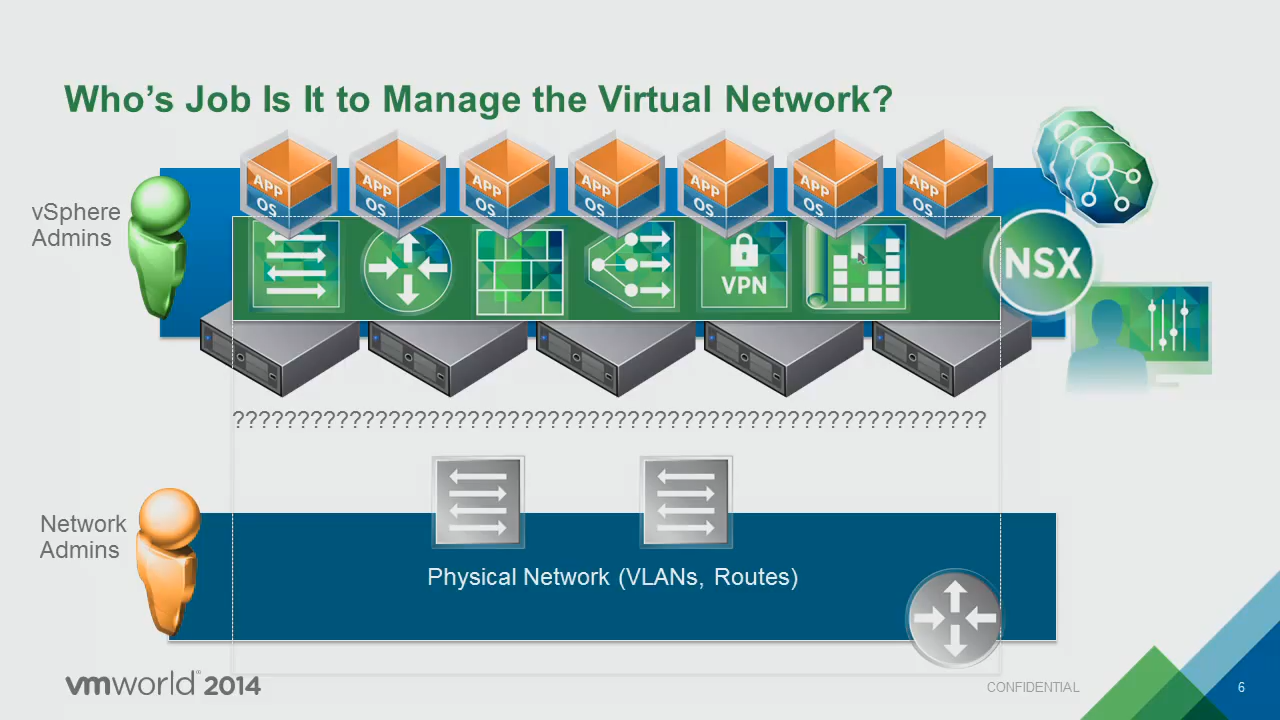 Who's Job Is It to Manage the Virtual Network?
APP OS
APP OS
APP OS
APP OS
APP OS
APP OS
APP OS
vSphere
Admins
VPN
NSX
??????????????????????????????????????????????????????????
Network
Admins
Physical Network (VLANs, Routes)
vmworld® 2014
CONFIDENTIAL
6